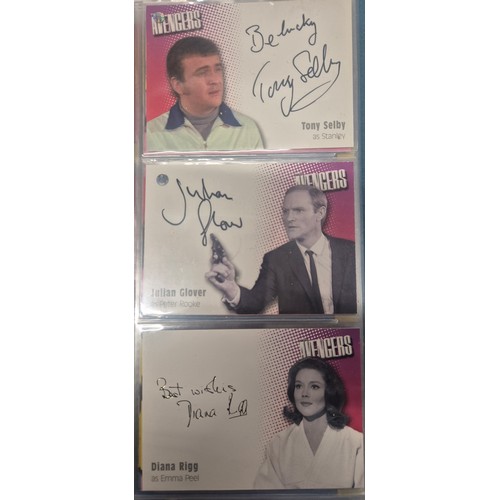 AVENGERS
Be lucky
Tony Selby
Tony Selby
as Stanley
AVENGERS
Julian
Glover
Julian Glover
as Peter Rooke
AVENGERS
Best wishes
Diana Rigg
Diana Rigg
as Emma Peel